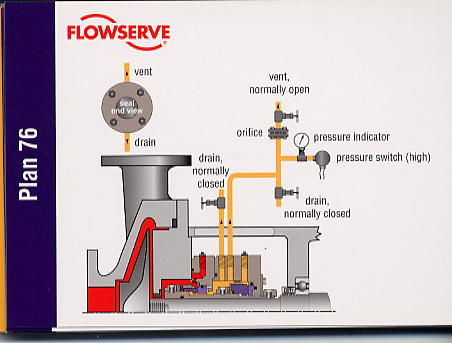 FLOWSERVE
Plan 76
vent
seal
end view
drain
vent,
normally open
orifice
pressure indicator
pressure switch (high)
drain,
normally
closed
drain,
normally closed